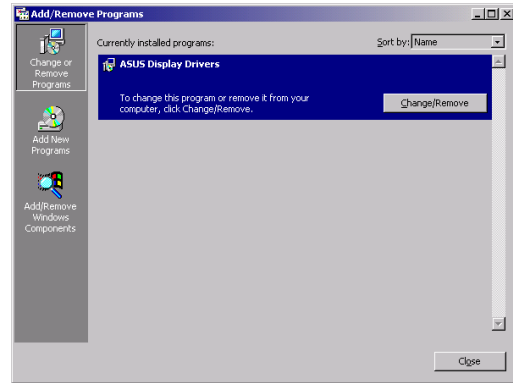 Add/Remove Programs
Change or
Remove
Programs
Add New
Programs
Add/Remove
Windows
Components
Currently installed programs:
Sort by: Name
ASUS Display Drivers
To change this program or remove it from your
computer, click Change/Remove.
Change/Remove
Close